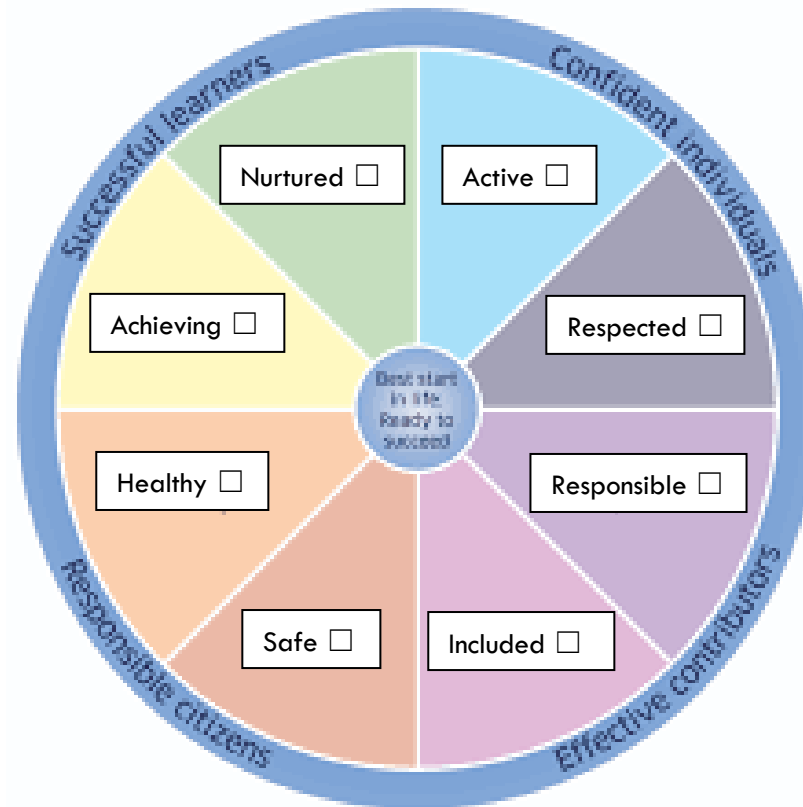 Successful learners
Confident individuals
Nurtured ☐
Active ☐
Achieving ☐
Respected ☐
Best start
in life:
Ready to
succeed
Healthy ☐
Responsible ☐
Safe ☐
Included ☐
Responsible citizens
Effective contributors